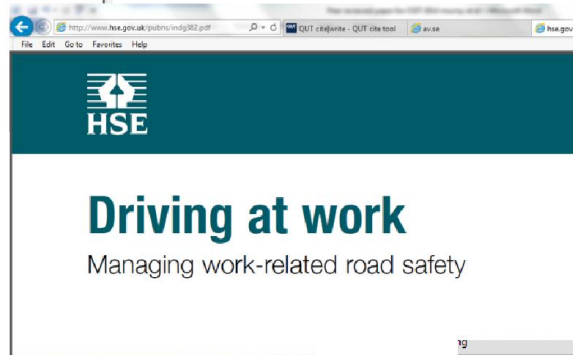 http://www.hse.gov.uk/pubns/indg382.pdf QUT cite|write - QUT cite tool av.se hse.gov
File Edit Go to Favorites Help
HSE
Driving at work
Managing work-related road safety